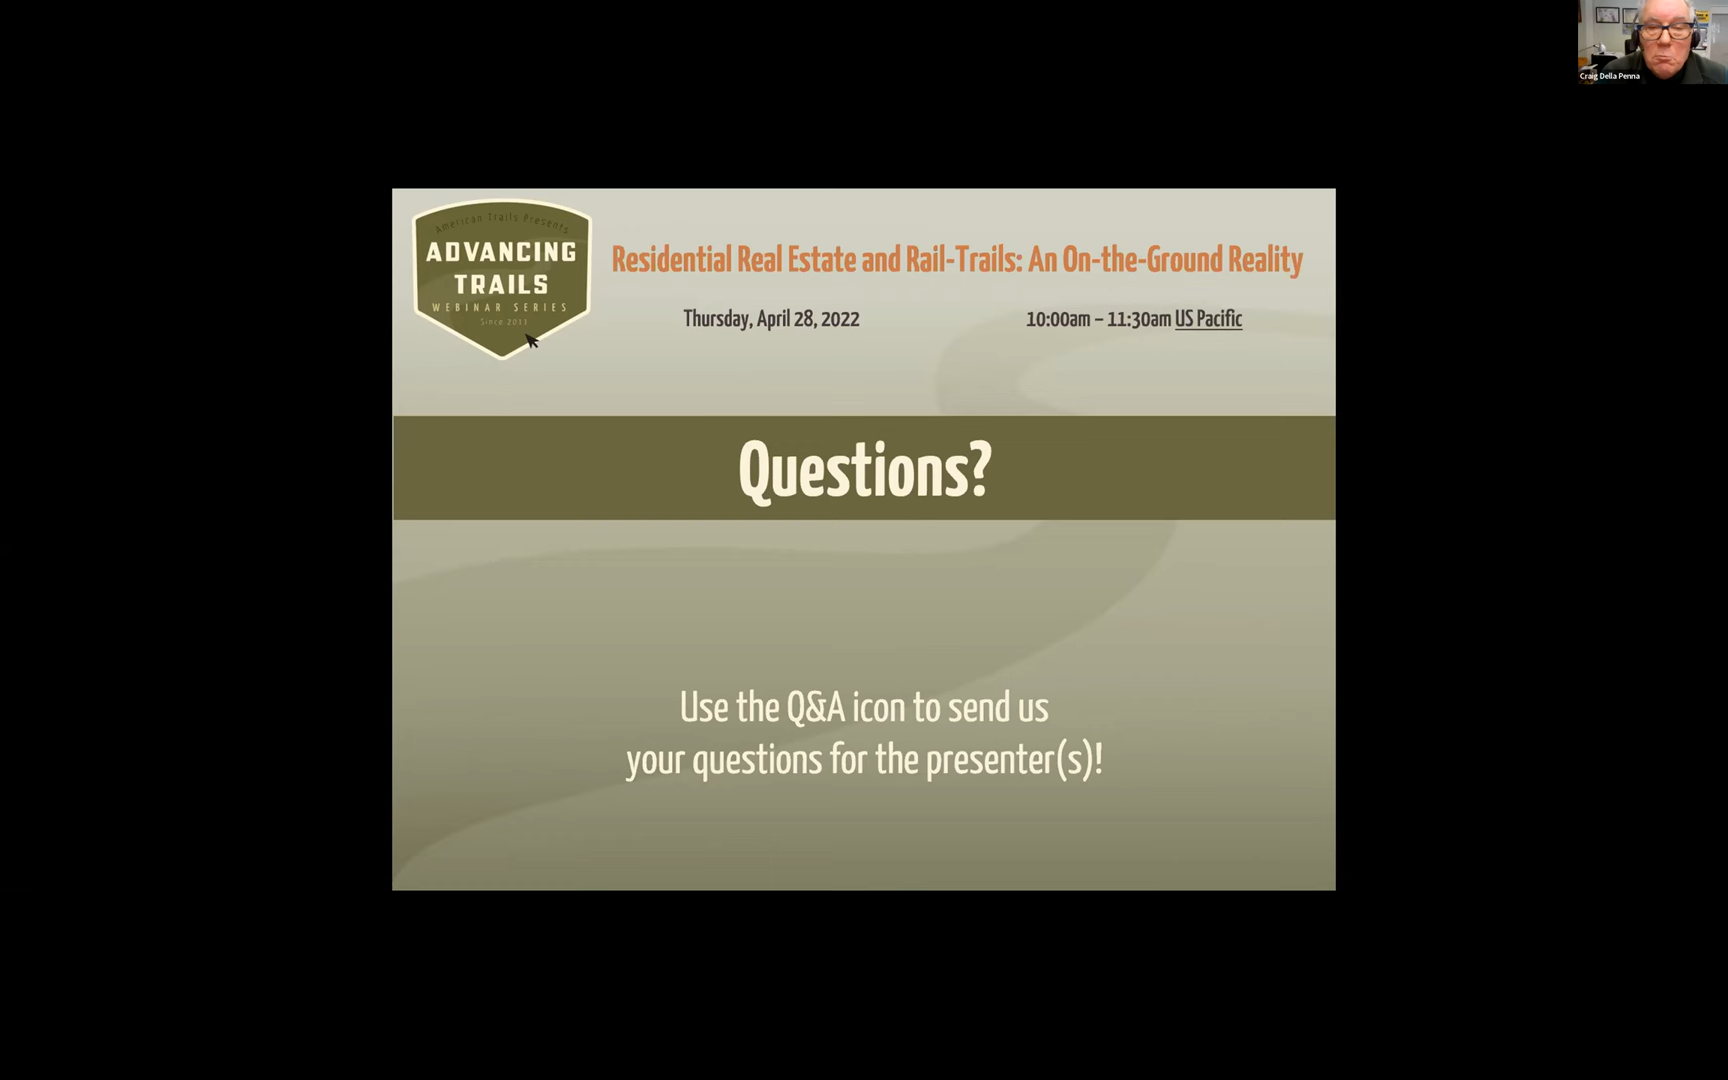 Craig Della Penna
American Trails Presents
ADVANCING
TRAILS
WEBINAR SERIES
Since 2011
Residential Real Estate and Rail-Trails: An On-the-Ground Reality
Thursday, April 28, 2022
10:00am – 11:30am US Pacific
Questions?
Use the Q&A icon to send us
your questions for the presenter(s)!